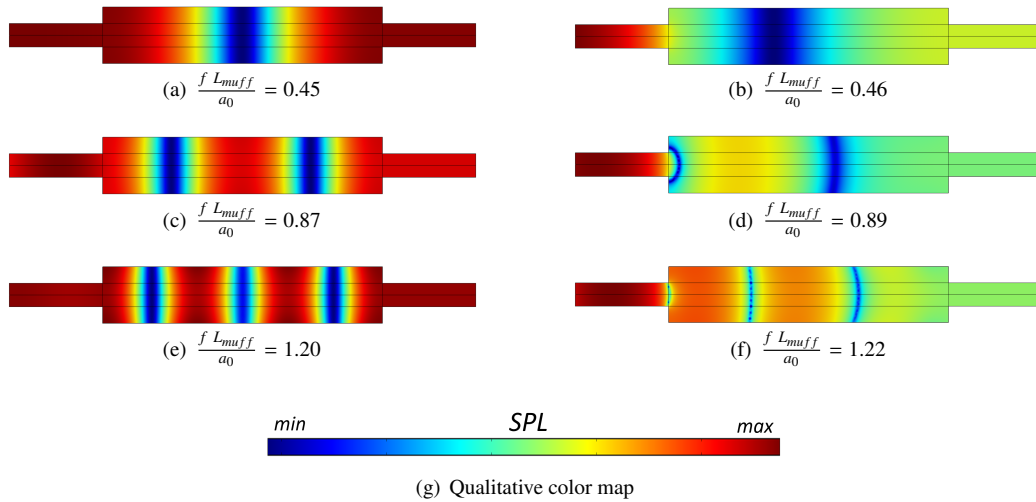 (a) f L_muff / a_0 = 0.45
(b) f L_muff / a_0 = 0.46
(c) f L_muff / a_0 = 0.87
(d) f L_muff / a_0 = 0.89
(e) f L_muff / a_0 = 1.20
(f) f L_muff / a_0 = 1.22
min SPL max
(g) Qualitative color map